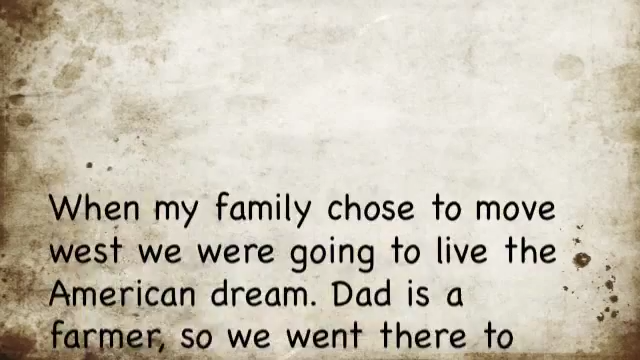 When my family chose to move
west we were going to live the
American dream. Dad is a
farmer, so we went there to